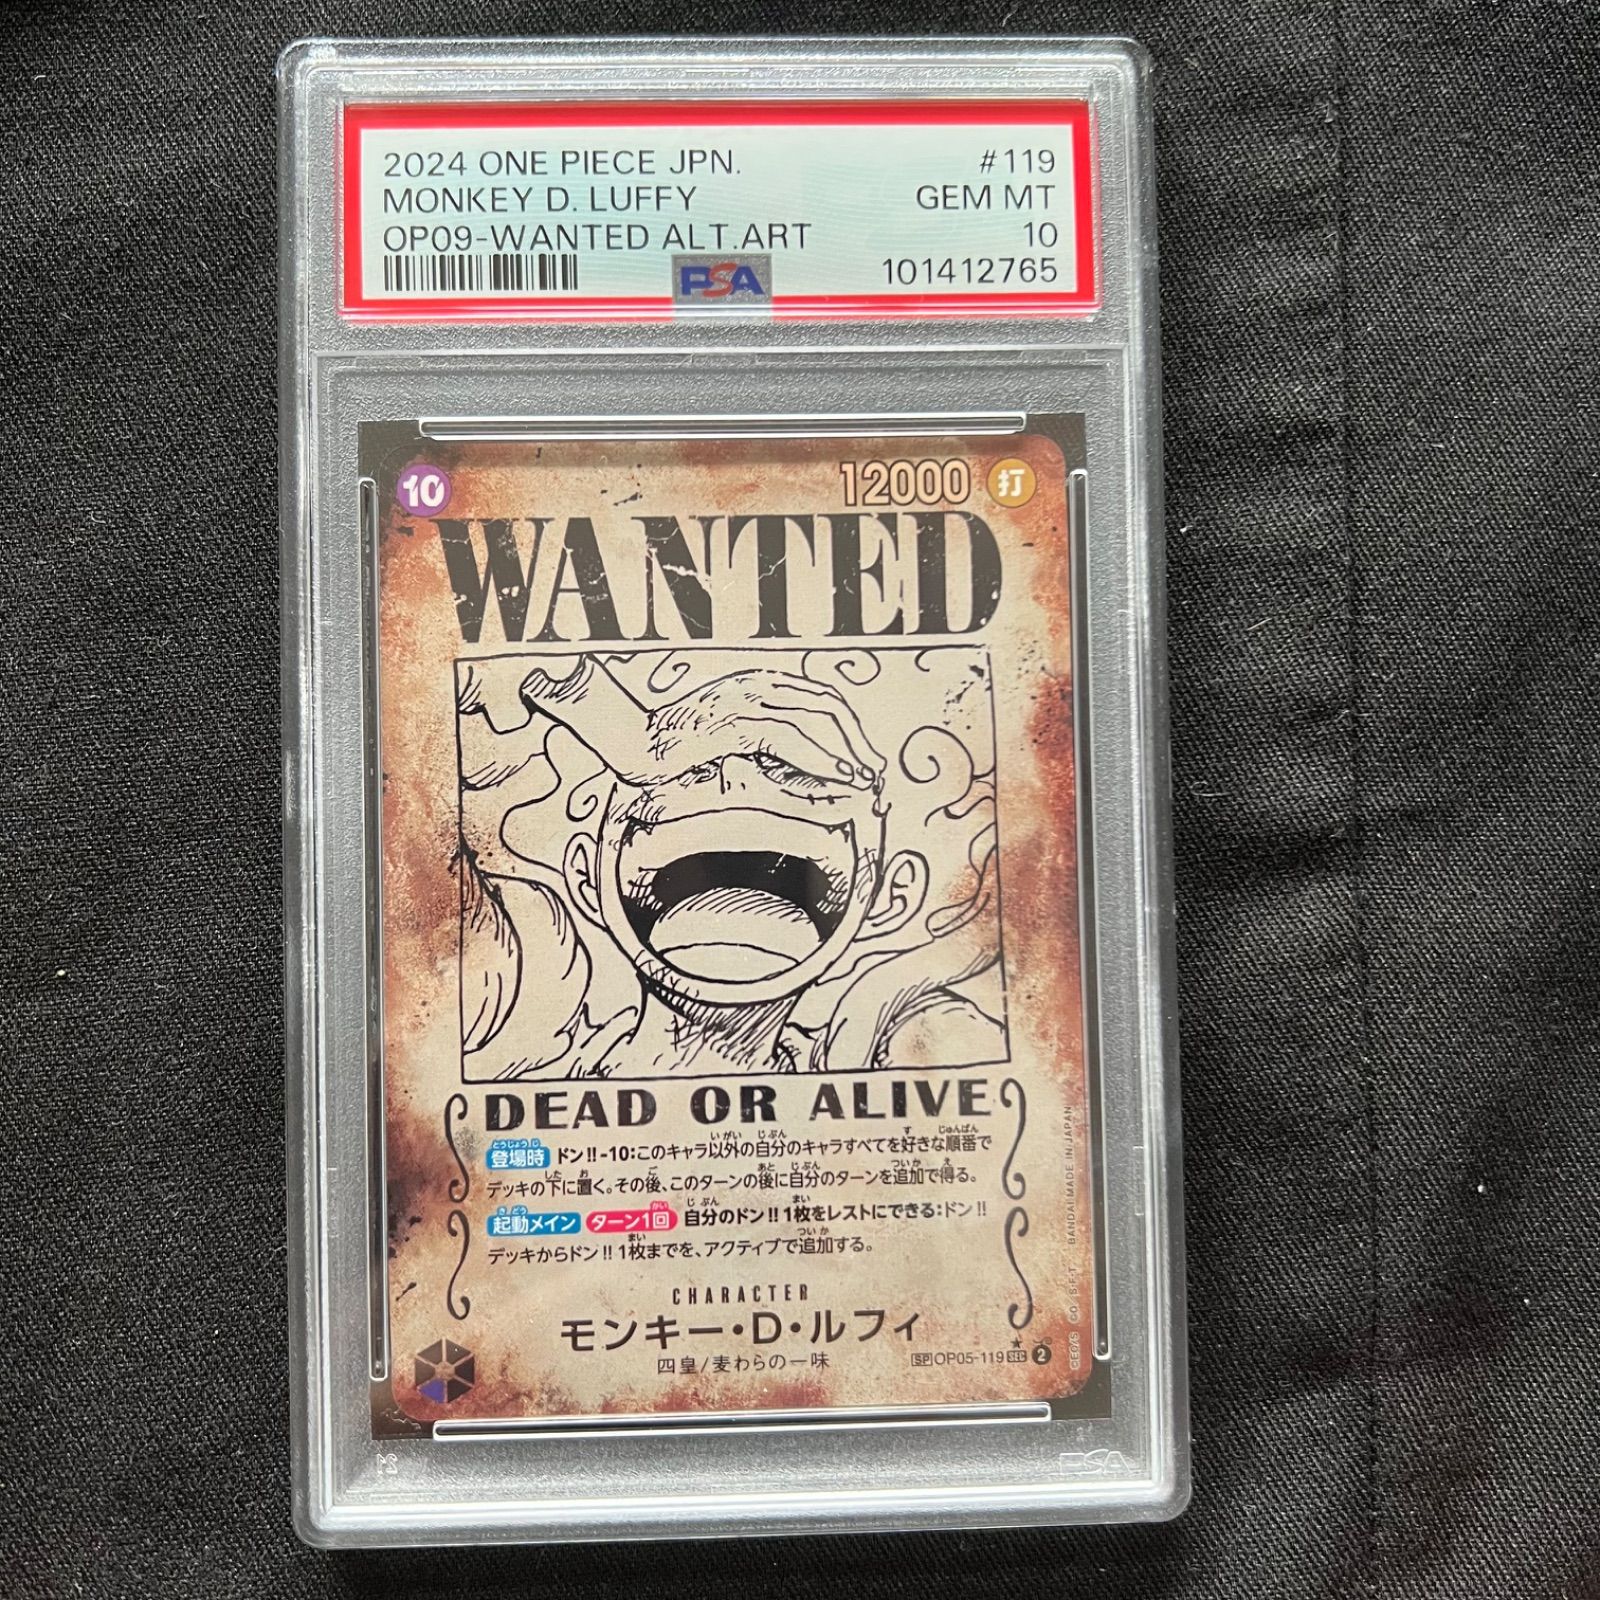 2024 ONE PIECE JPN. #119
MONKEY D. LUFFY GEM MT
OP09-WANTED ALT.ART 10
PSA 101412765
10 12000 打
WANTED
DEAD OR ALIVE
登場時 ドン!!-10:このキャラ以外の自分のキャラすべてを好きな順番で
デッキの下に置く。その後、このターンの後に自分のターンを追加で得る。
起動メイン ターン1回 自分のドン!!1枚をレストにできる:ドン!!
デッキからドン!!1枚までを、アクティブで追加する。
CHARACTER
モンキー・D・ルフィ
四皇/麦わらの一味
SP OP05-119 SEC ★ 2
BANDAI MADE IN JAPAN
PSA